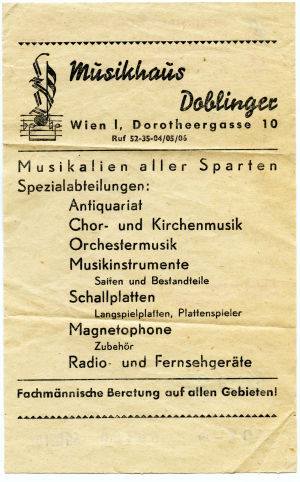 Musikhaus
Doblinger
Wien I, Dorotheergasse 10
Ruf 52-35-04/05/06
Musikalien aller Sparten
Spezialabteilungen:
Antiquariat
Chor- und Kirchenmusik
Orchestermusik
Musikinstrumente
Saiten und Bestandteile
Schallplatten
Langspielplatten, Plattenspieler
Magnetophone
Zubehör
Radio- und Fernsehgeräte
Fachmännische Beratung auf allen Gebieten!